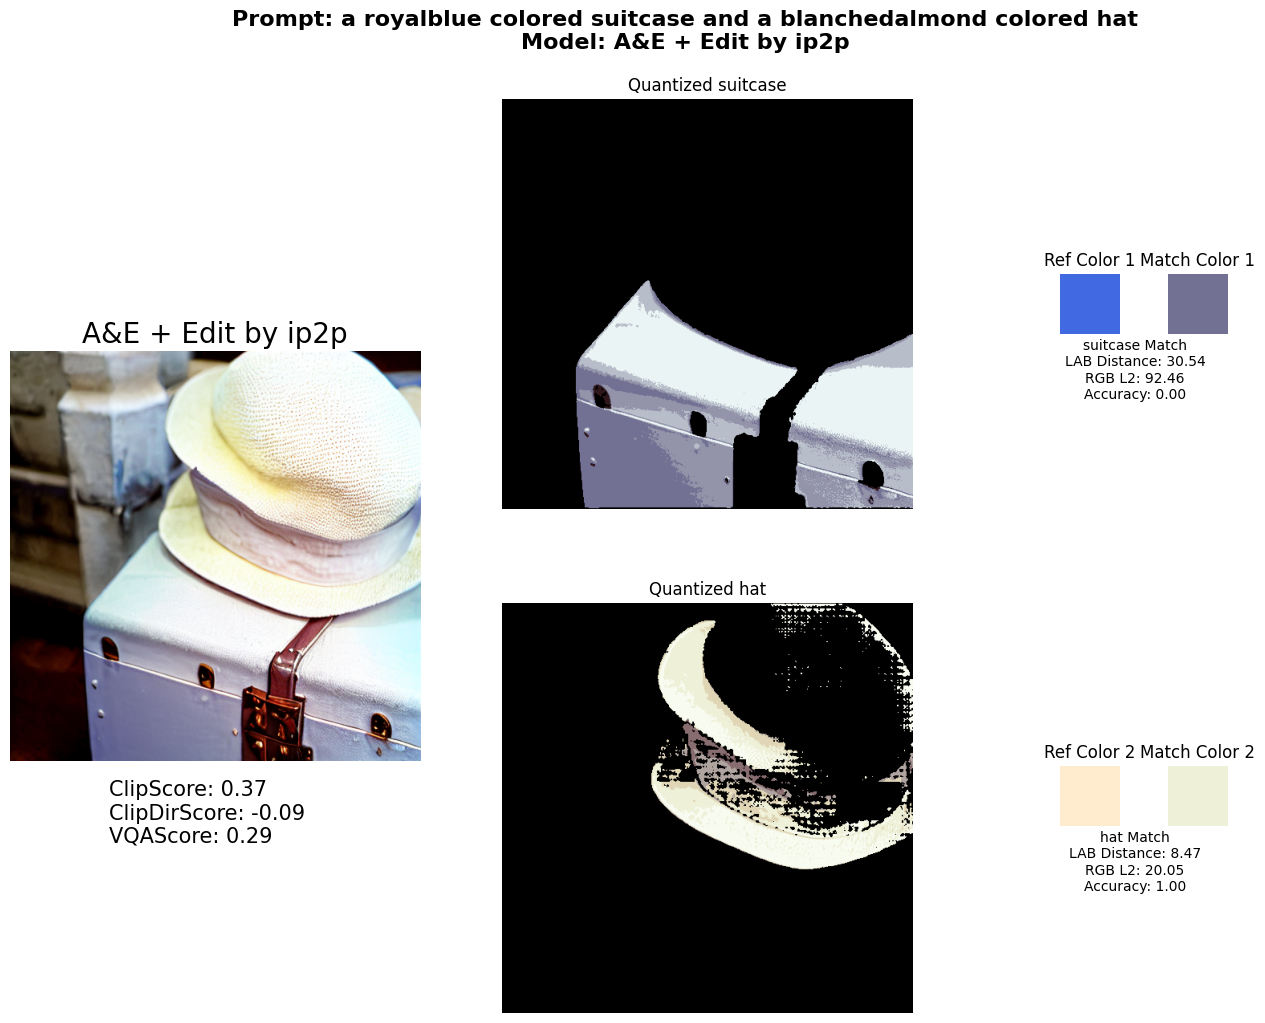 Prompt: a royalblue colored suitcase and a blanchedalmond colored hat
Model: A&E + Edit by ip2p
Quantized suitcase
A&E + Edit by ip2p
ClipScore: 0.37
ClipDirScore: -0.09
VQAScore: 0.29
Ref Color 1 Match Color 1
suitcase Match
LAB Distance: 30.54
RGB L2: 92.46
Accuracy: 0.00
Quantized hat
Ref Color 2 Match Color 2
hat Match
LAB Distance: 8.47
RGB L2: 20.05
Accuracy: 1.00